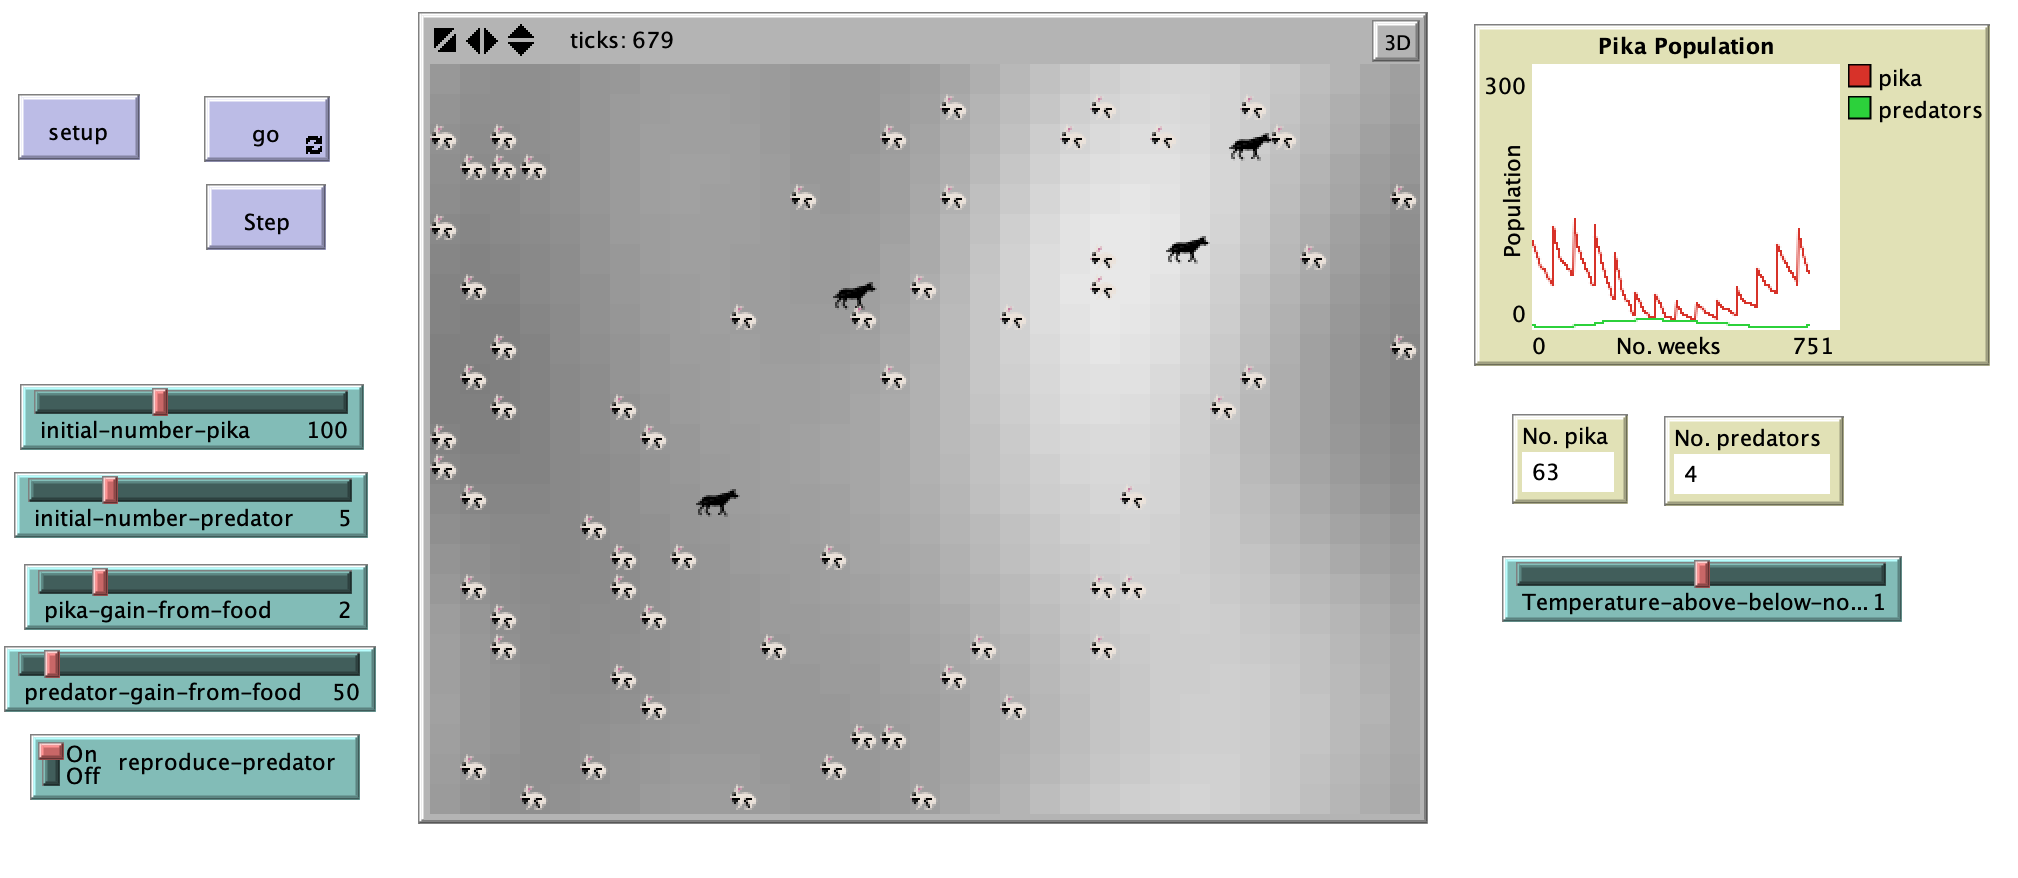 setup
go
Step
initial-number-pika 100
initial-number-predator 5
pika-gain-from-food 2
predator-gain-from-food 50
On
Off
reproduce-predator
ticks: 679
3D
Pika Population
300
Population
0
0 No. weeks 751
pika
predators
No. pika
63
No. predators
4
Temperature-above-below-no... 1